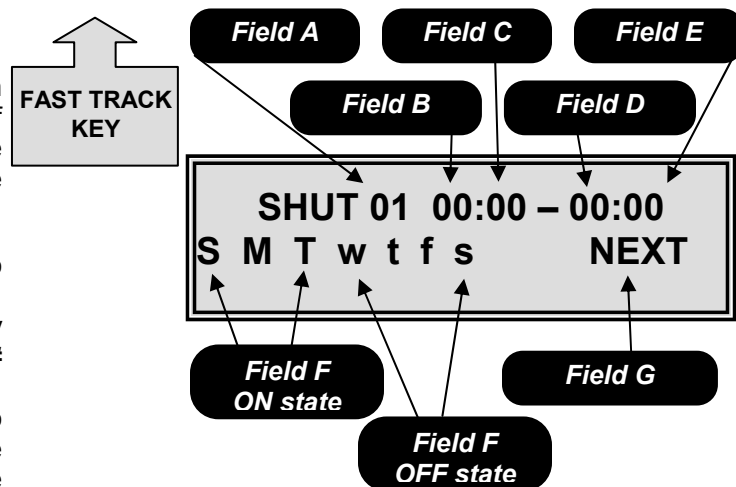 Field A
Field C
Field E
FAST TRACK
KEY
Field B
Field D
SHUT 01 00:00 – 00:00
S M T w t f s NEXT
Field F
ON state
Field G
Field F
OFF state